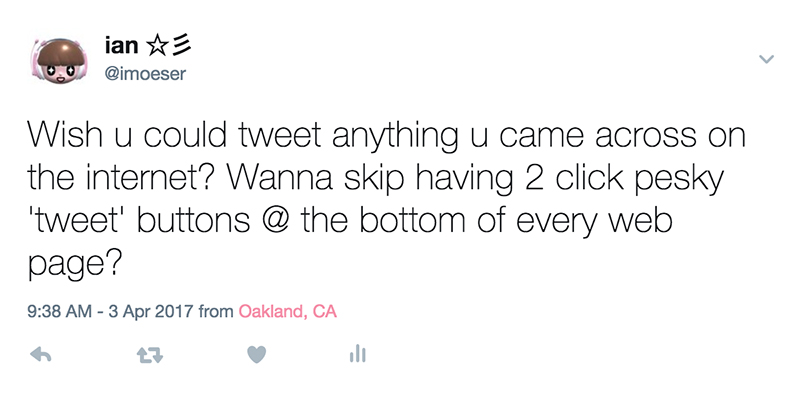 ian ☆彡
@imoeser
Wish u could tweet anything u came across on
the internet? Wanna skip having 2 click pesky
'tweet' buttons @ the bottom of every web
page?
9:38 AM - 3 Apr 2017 from Oakland, CA